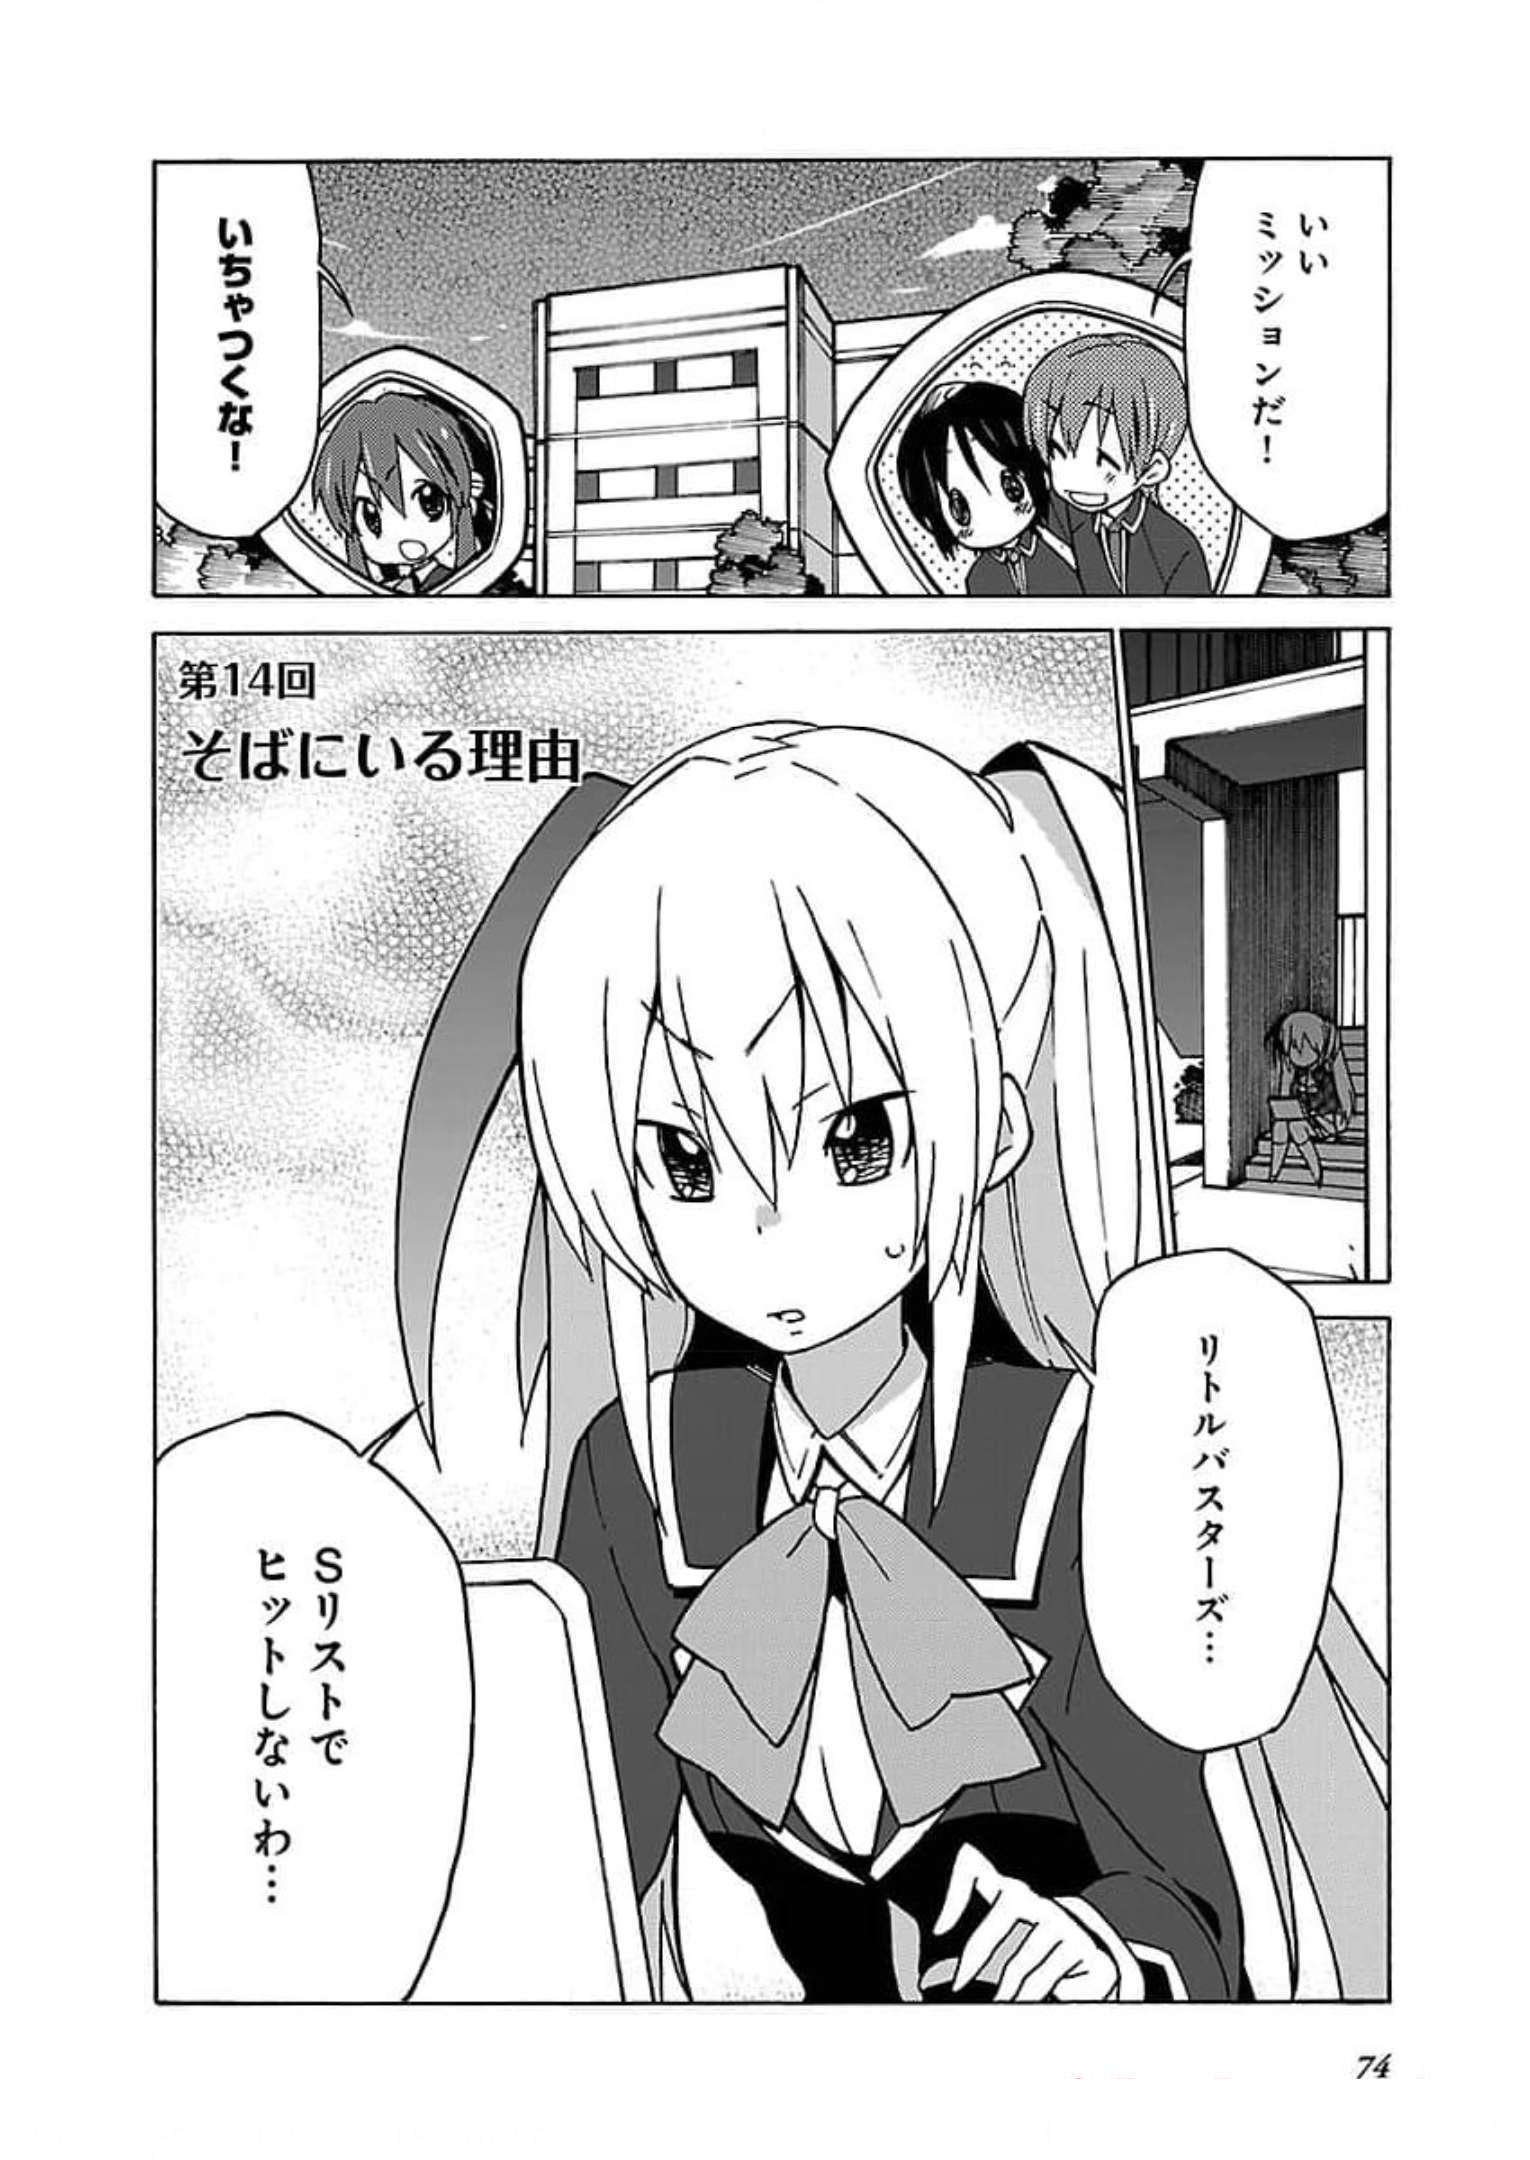 いい
ミッションだ！
いちゃつくな！
第14回
そばにいる理由
リトルバスターズ…
Sリストで
ヒットしないわ…
74